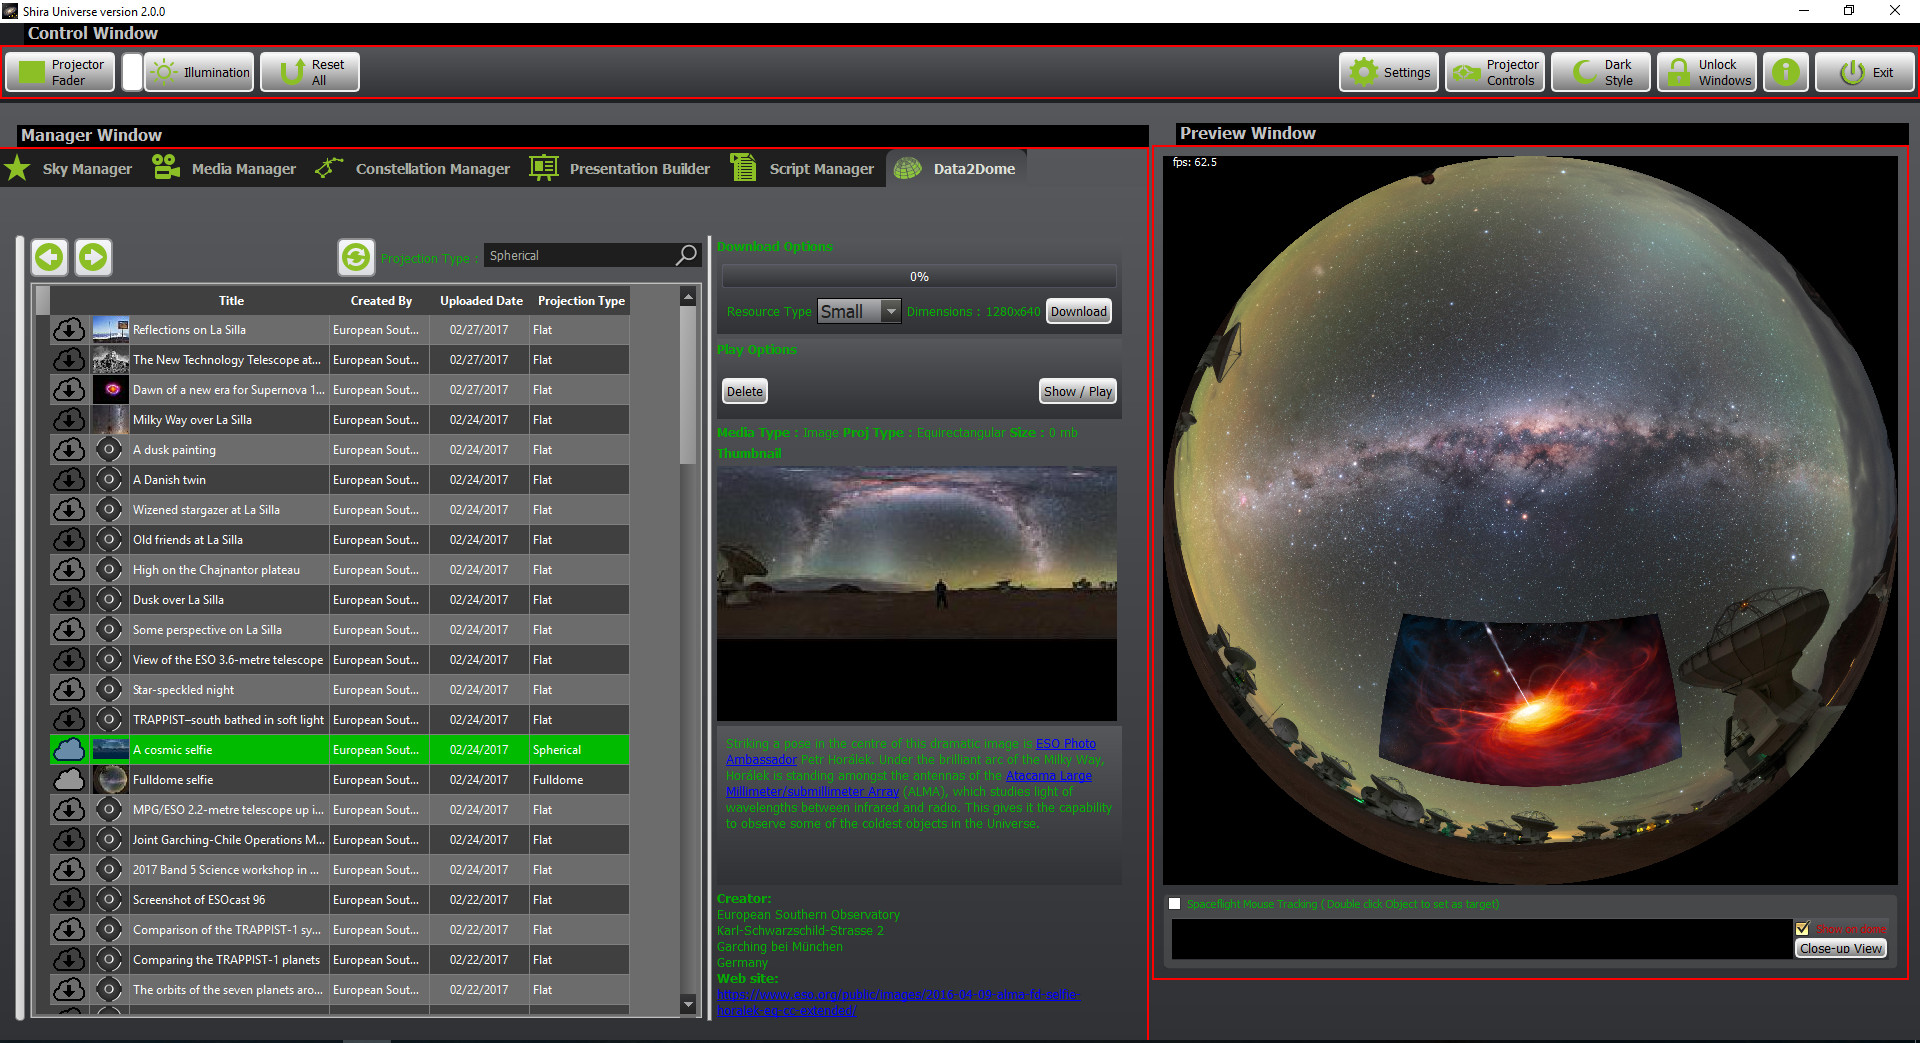 Shira Universe version 2.0.0
Control Window
Projector Fader
Illumination
Reset All
Settings
Projector Controls
Dark Style
Unlock Windows
Exit
Manager Window
Sky Manager
Media Manager
Constellation Manager
Presentation Builder
Script Manager
Data2Dome
Projection Type :
Spherical
Title Created By Uploaded Date Projection Type
Reflections on La Silla European Sout... 02/27/2017 Flat
The New Technology Telescope at... European Sout... 02/27/2017 Flat
Dawn of a new era for Supernova 1... European Sout... 02/27/2017 Flat
Milky Way over La Silla European Sout... 02/24/2017 Flat
A dusk painting European Sout... 02/24/2017 Flat
A Danish twin European Sout... 02/24/2017 Flat
Wizened stargazer at La Silla European Sout... 02/24/2017 Flat
Old friends at La Silla European Sout... 02/24/2017 Flat
High on the Chajnantor plateau European Sout... 02/24/2017 Flat
Dusk over La Silla European Sout... 02/24/2017 Flat
Some perspective on La Silla European Sout... 02/24/2017 Flat
View of the ESO 3.6-metre telescope European Sout... 02/24/2017 Flat
Star-speckled night European Sout... 02/24/2017 Flat
TRAPPIST–south bathed in soft light European Sout... 02/24/2017 Flat
A cosmic selfie European Sout... 02/24/2017 Spherical
Fulldome selfie European Sout... 02/24/2017 Fulldome
MPG/ESO 2.2-metre telescope up i... European Sout... 02/24/2017 Flat
Joint Garching-Chile Operations M... European Sout... 02/24/2017 Flat
2017 Band 5 Science workshop in ... European Sout... 02/24/2017 Flat
Screenshot of ESOcast 96 European Sout... 02/22/2017 Flat
Comparison of the TRAPPIST-1 sy... European Sout... 02/22/2017 Flat
Comparing the TRAPPIST-1 planets European Sout... 02/22/2017 Flat
The orbits of the seven planets aro... European Sout... 02/22/2017 Flat
Download Options
0%
Resource Type Small Dimensions : 1280x640 Download
Play Options
Delete Show / Play
Media Type : Image Proj Type : Equirectangular Size : 0 mb
Thumbnail
Striking a pose in the centre of this dramatic image is ESO Photo
Ambassador Petr Horálek. Under the brilliant arc of the Milky Way,
Horálek is standing amongst the antennas of the Atacama Large
Millimeter/submillimeter Array (ALMA), which studies light of
wavelengths between infrared and radio. This gives it the capability
to observe some of the coldest objects in the Universe.
Creator:
European Southern Observatory
Karl-Schwarzschild-Strasse 2
Garching bei München
Germany
Web site:
https://www.eso.org/public/images/2016-04-09-alma-fd-selfie-
horalek-eq-cc-extended/
Preview Window
fps: 62.5
Spaceflight Mouse Tracking ( Double click Object to set as target)
Show on dome
Close-up View